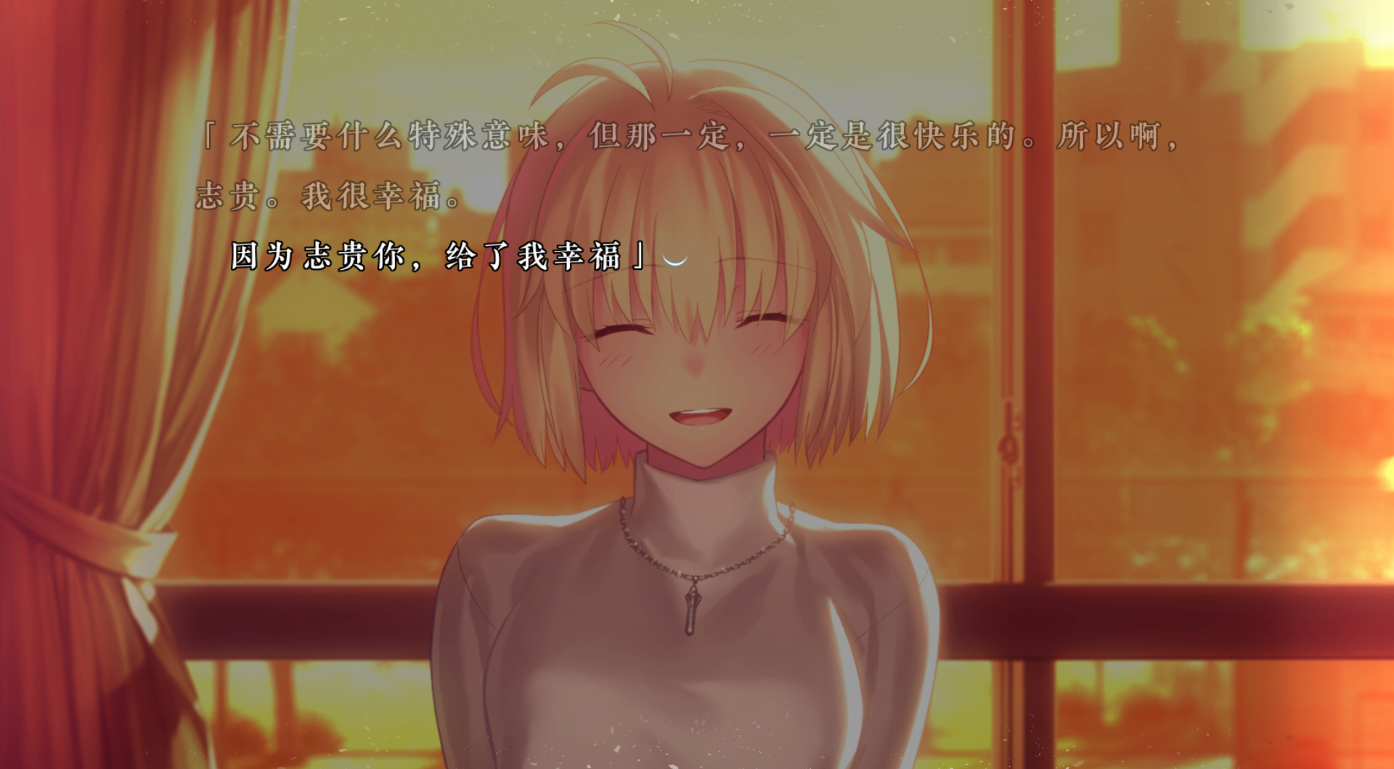 「不需要什么特殊意味，但那一定，一定是很快乐的。所以啊，
志贵。我很幸福。
因为志贵你，给了我幸福」